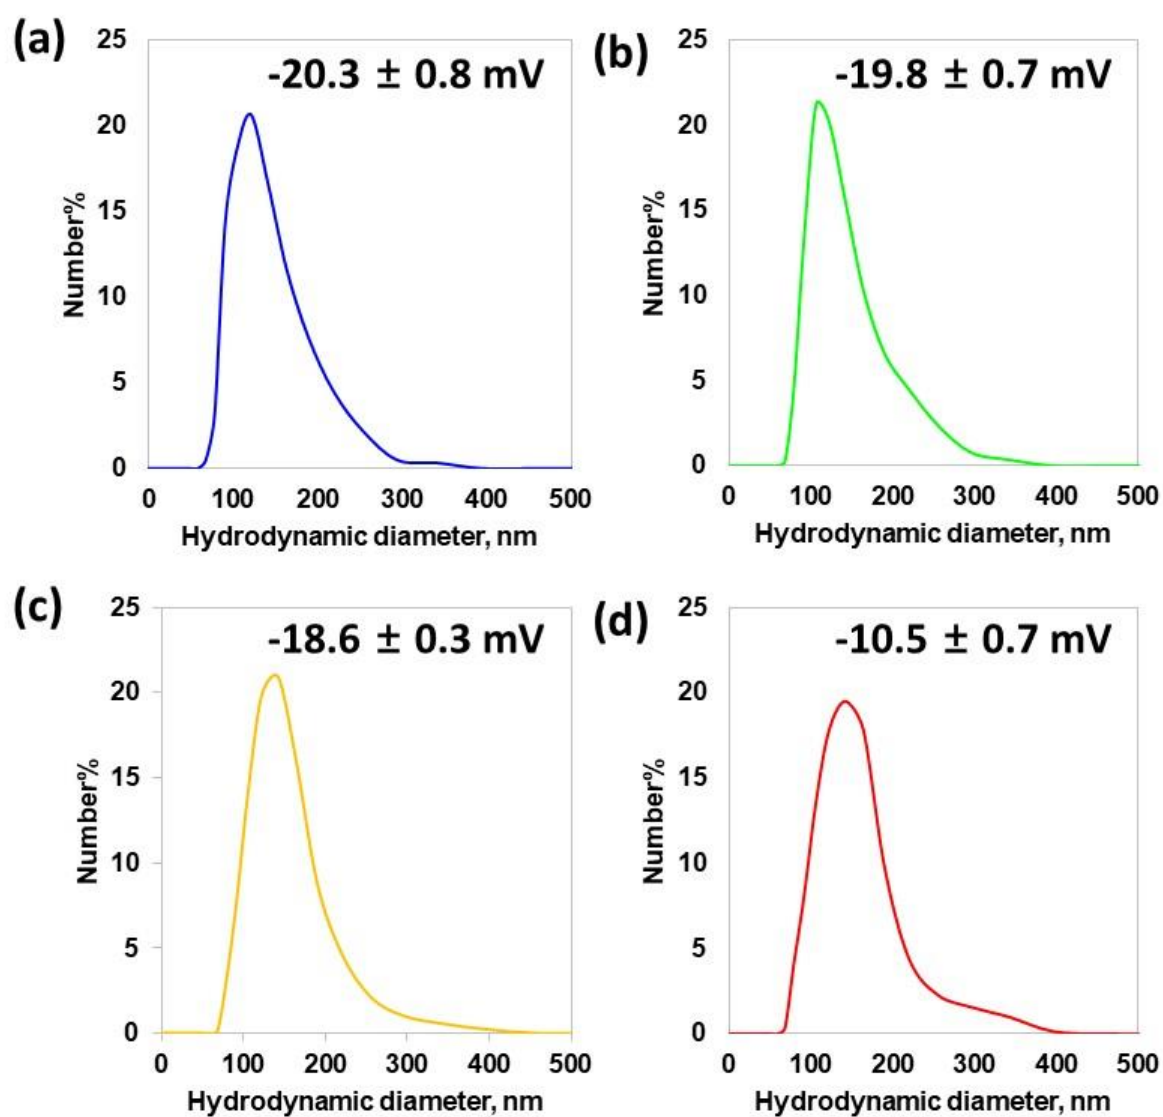 (a)
-20.3 ± 0.8 mV
25
20
15
10
5
0
Number%
0 100 200 300 400 500
Hydrodynamic diameter, nm
(b)
-19.8 ± 0.7 mV
25
20
15
10
5
0
Number%
0 100 200 300 400 500
Hydrodynamic diameter, nm
(c)
-18.6 ± 0.3 mV
25
20
15
10
5
0
Number%
0 100 200 300 400 500
Hydrodynamic diameter, nm
(d)
-10.5 ± 0.7 mV
25
20
15
10
5
0
Number%
0 100 200 300 400 500
Hydrodynamic diameter, nm